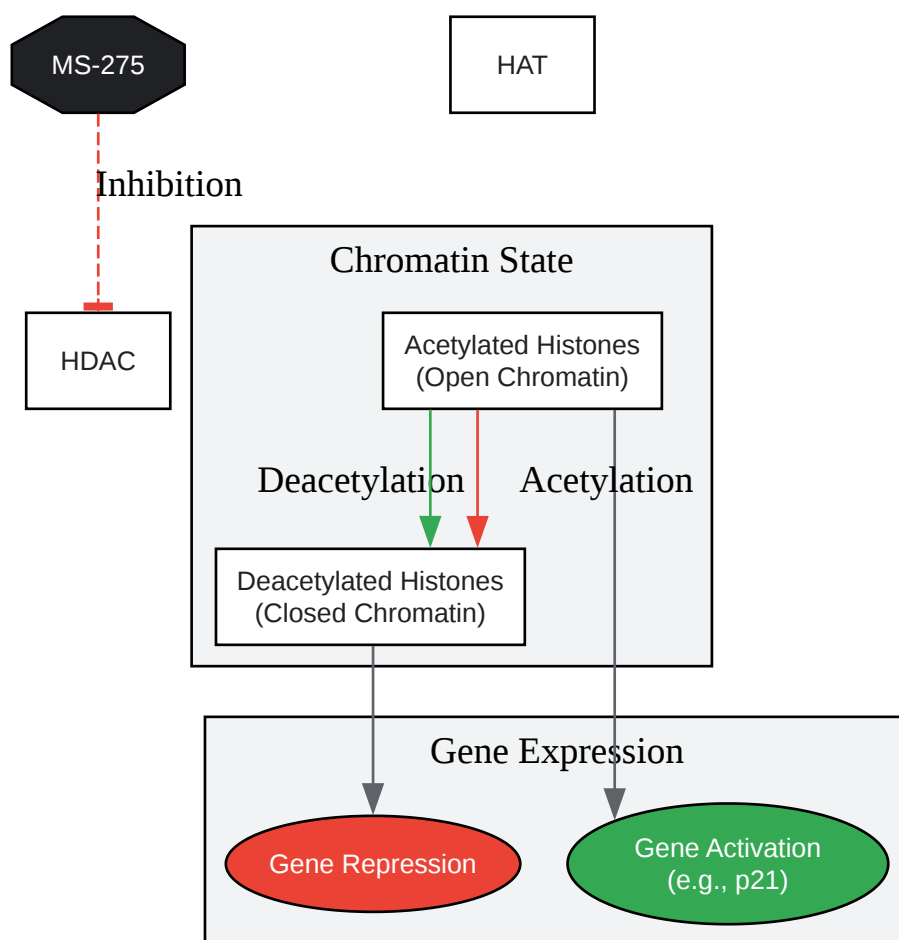 MS-275
HAT
Inhibition
Chromatin State
HDAC
Acetylated Histones
(Open Chromatin)
Deacetylation
Acetylation
Deacetylated Histones
(Closed Chromatin)
Gene Expression
Gene Repression
Gene Activation
(e.g., p21)